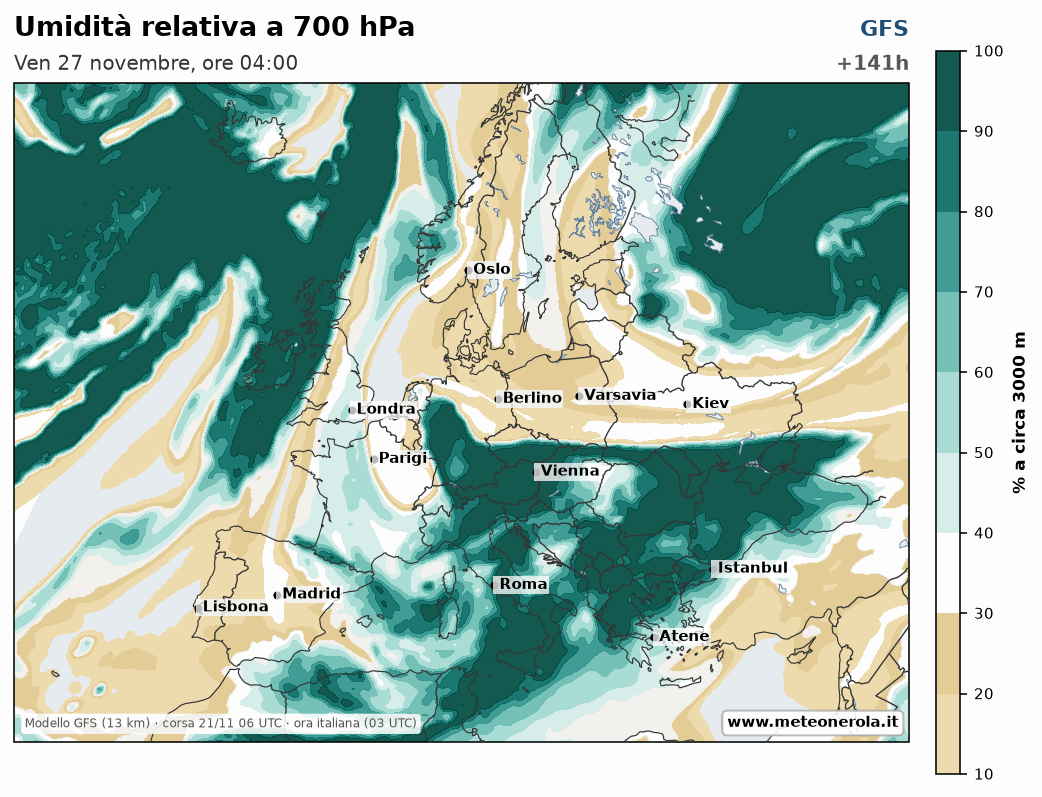 Umidità relativa a 700 hPa
GFS
Ven 27 novembre, ore 04:00
+141h
100
90
80
70
60
50
40
30
20
10
% a circa 3000 m
Oslo
Berlino
Varsavia
Kiev
Londra
Parigi
Vienna
Roma
Istanbul
Madrid
Lisbona
Atene
Modello GFS (13 km) · corsa 21/11 06 UTC · ora italiana (03 UTC)
www.meteonerola.it